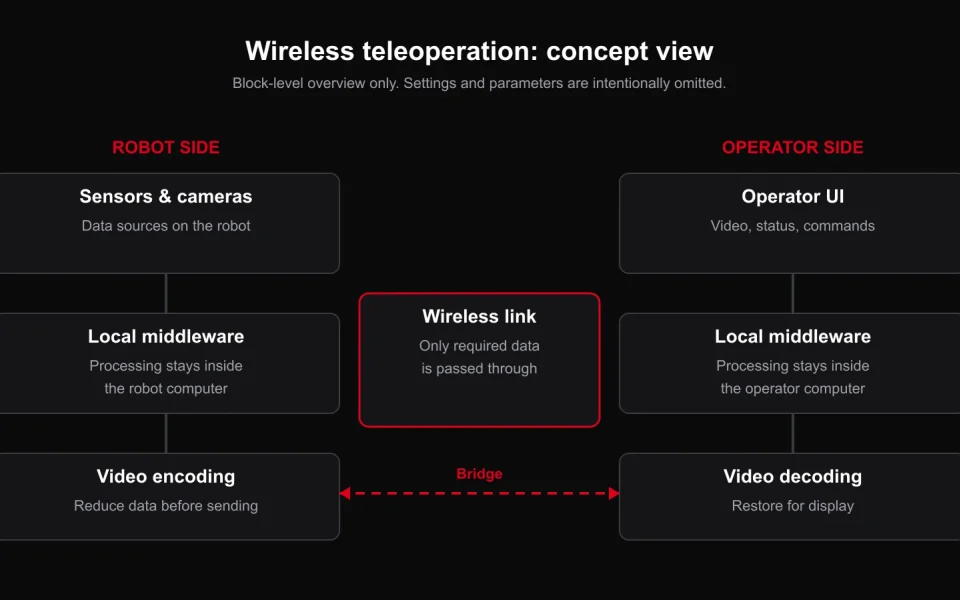 Wireless teleoperation: concept view
Block-level overview only. Settings and parameters are intentionally omitted.
ROBOT SIDE
Sensors & cameras
Data sources on the robot
Local middleware
Processing stays inside
the robot computer
Video encoding
Reduce data before sending
Wireless link
Only required data
is passed through
Bridge
OPERATOR SIDE
Operator UI
Video, status, commands
Local middleware
Processing stays inside
the operator computer
Video decoding
Restore for display